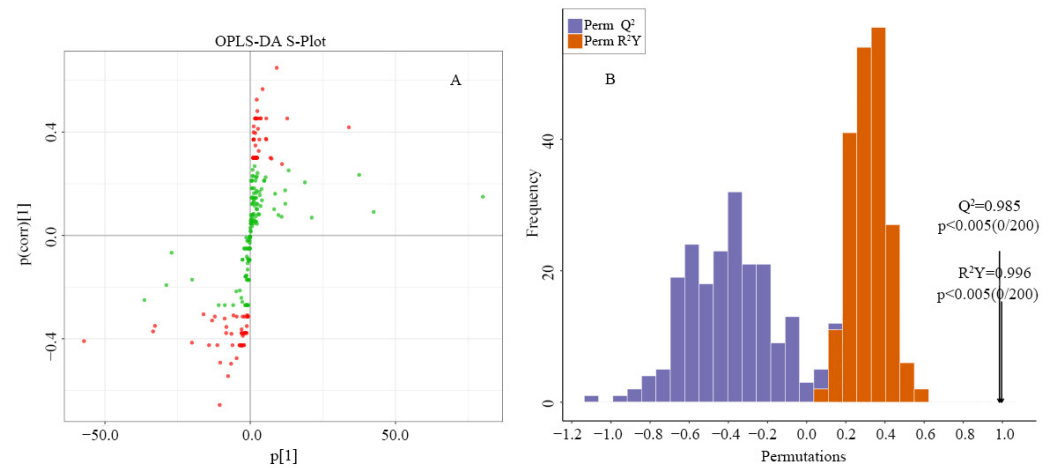 OPLS-DA S-Plot
A
0.4
0.0
−0.4
p(corr)[1]
−50.0
0.0
50.0
p[1]
Perm Q²
Perm R²Y
B
40
20
0
Frequency
Q²=0.985
p<0.005(0/200)
R²Y=0.996
p<0.005(0/200)
−1.2 −1.0 −0.8 −0.6 −0.4 −0.2 0.0 0.2 0.4 0.6 0.8 1.0
Permutations